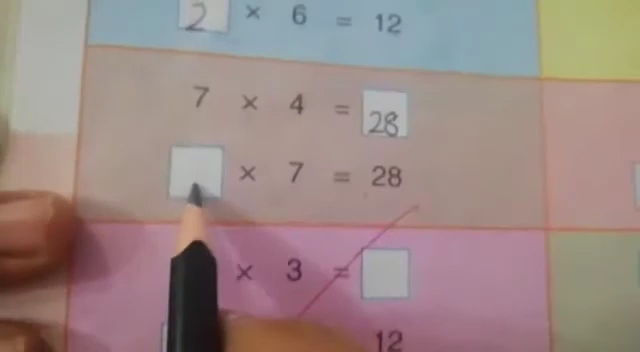 2 × 6 = 12
7 × 4 = 28
× 7 = 28
× 3 =
12